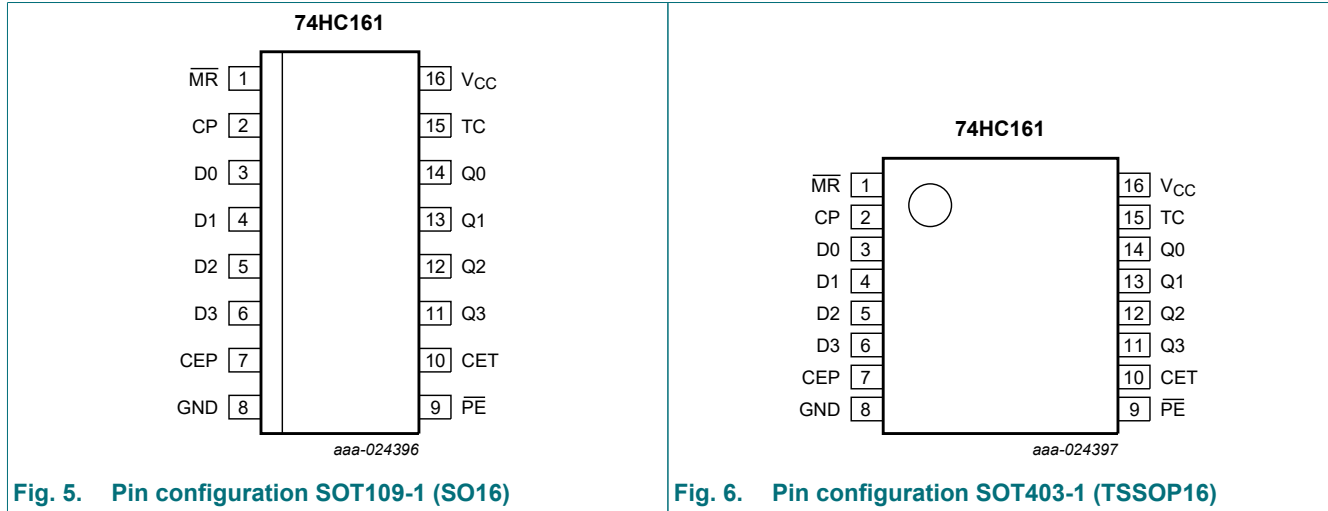 74HC161
MR 1
CP 2
D0 3
D1 4
D2 5
D3 6
CEP 7
GND 8
16 VCC
15 TC
14 Q0
13 Q1
12 Q2
11 Q3
10 CET
9 PE
aaa-024396
Fig. 5. Pin configuration SOT109-1 (SO16)
74HC161
MR 1
CP 2
D0 3
D1 4
D2 5
D3 6
CEP 7
GND 8
16 VCC
15 TC
14 Q0
13 Q1
12 Q2
11 Q3
10 CET
9 PE
aaa-024397
Fig. 6. Pin configuration SOT403-1 (TSSOP16)